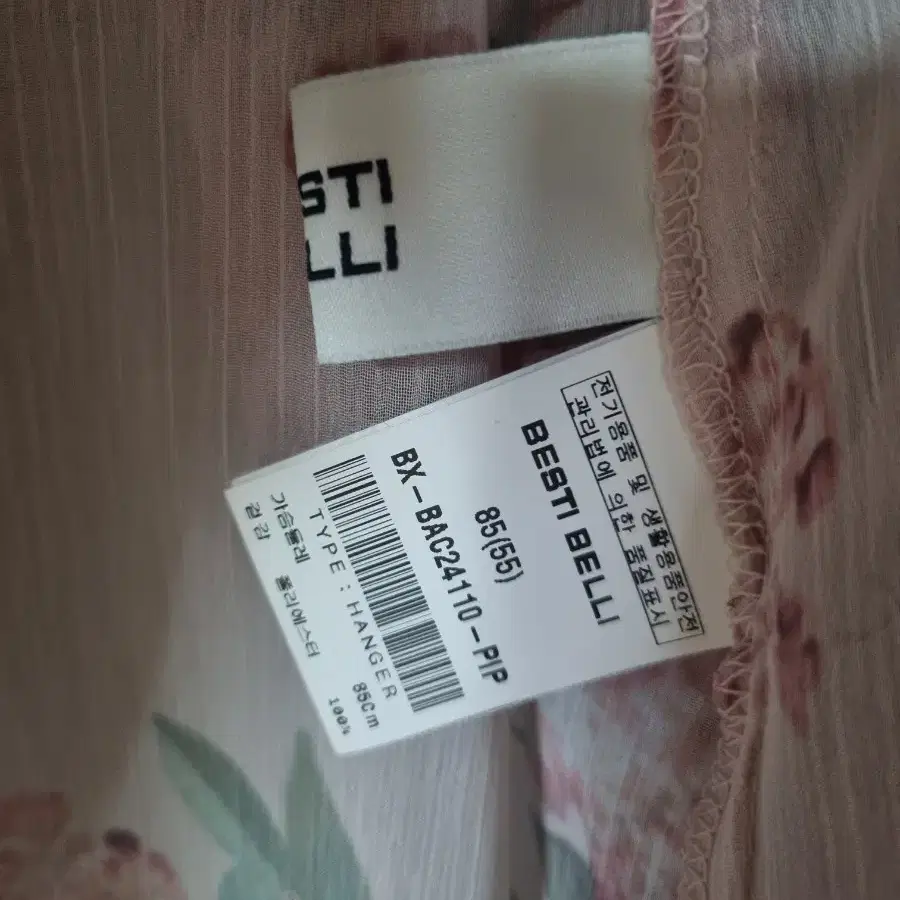 STI
LLI
전기용품 및 생활용품안전
관리법에 의한 품질표시
BESTI BELLI
85(55)
BX-BAC24110-PIP
TYPE : HANGER
가슴둘레 85Cm
겉감 폴리에스터 100%